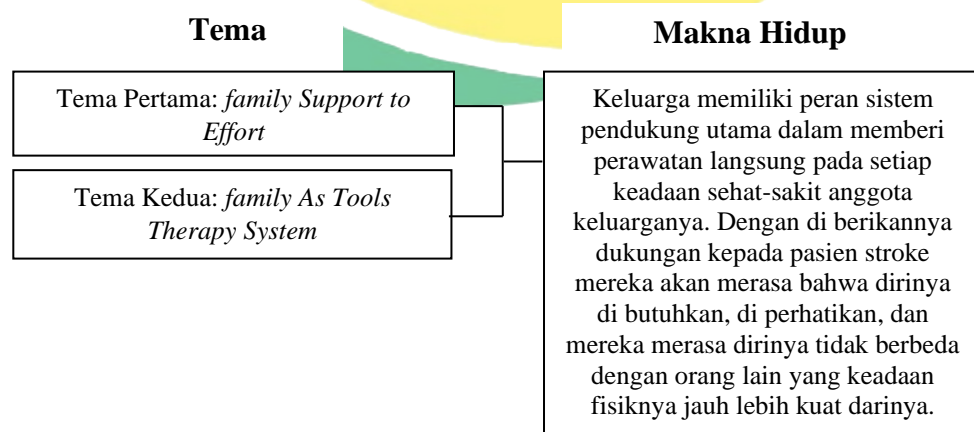 Tema
Tema Pertama: family Support to
Effort
Tema Kedua: family As Tools
Therapy System
Makna Hidup
Keluarga memiliki peran sistem
pendukung utama dalam memberi
perawatan langsung pada setiap
keadaan sehat-sakit anggota
keluarganya. Dengan di berikannya
dukungan kepada pasien stroke
mereka akan merasa bahwa dirinya
di butuhkan, di perhatikan, dan
mereka merasa dirinya tidak berbeda
dengan orang lain yang keadaan
fisiknya jauh lebih kuat darinya.